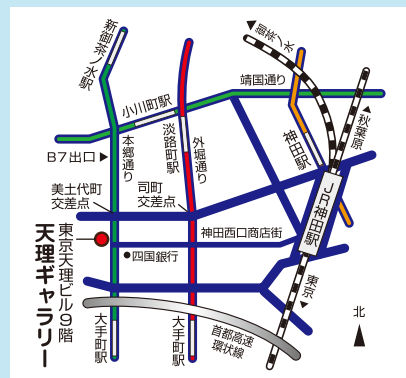 新御茶ノ水駅
御茶ノ水
靖国通り
小川町駅
秋葉原
B7出口
本郷通り
淡路町駅
外堀通り
神田駅
美土代町
交差点
司町
交差点
JR神田駅
神田西口商店街
四国銀行
東京天理ビル9階
天理ギャラリー
東京
北
首都高速
環状線
大手町駅
大手町駅